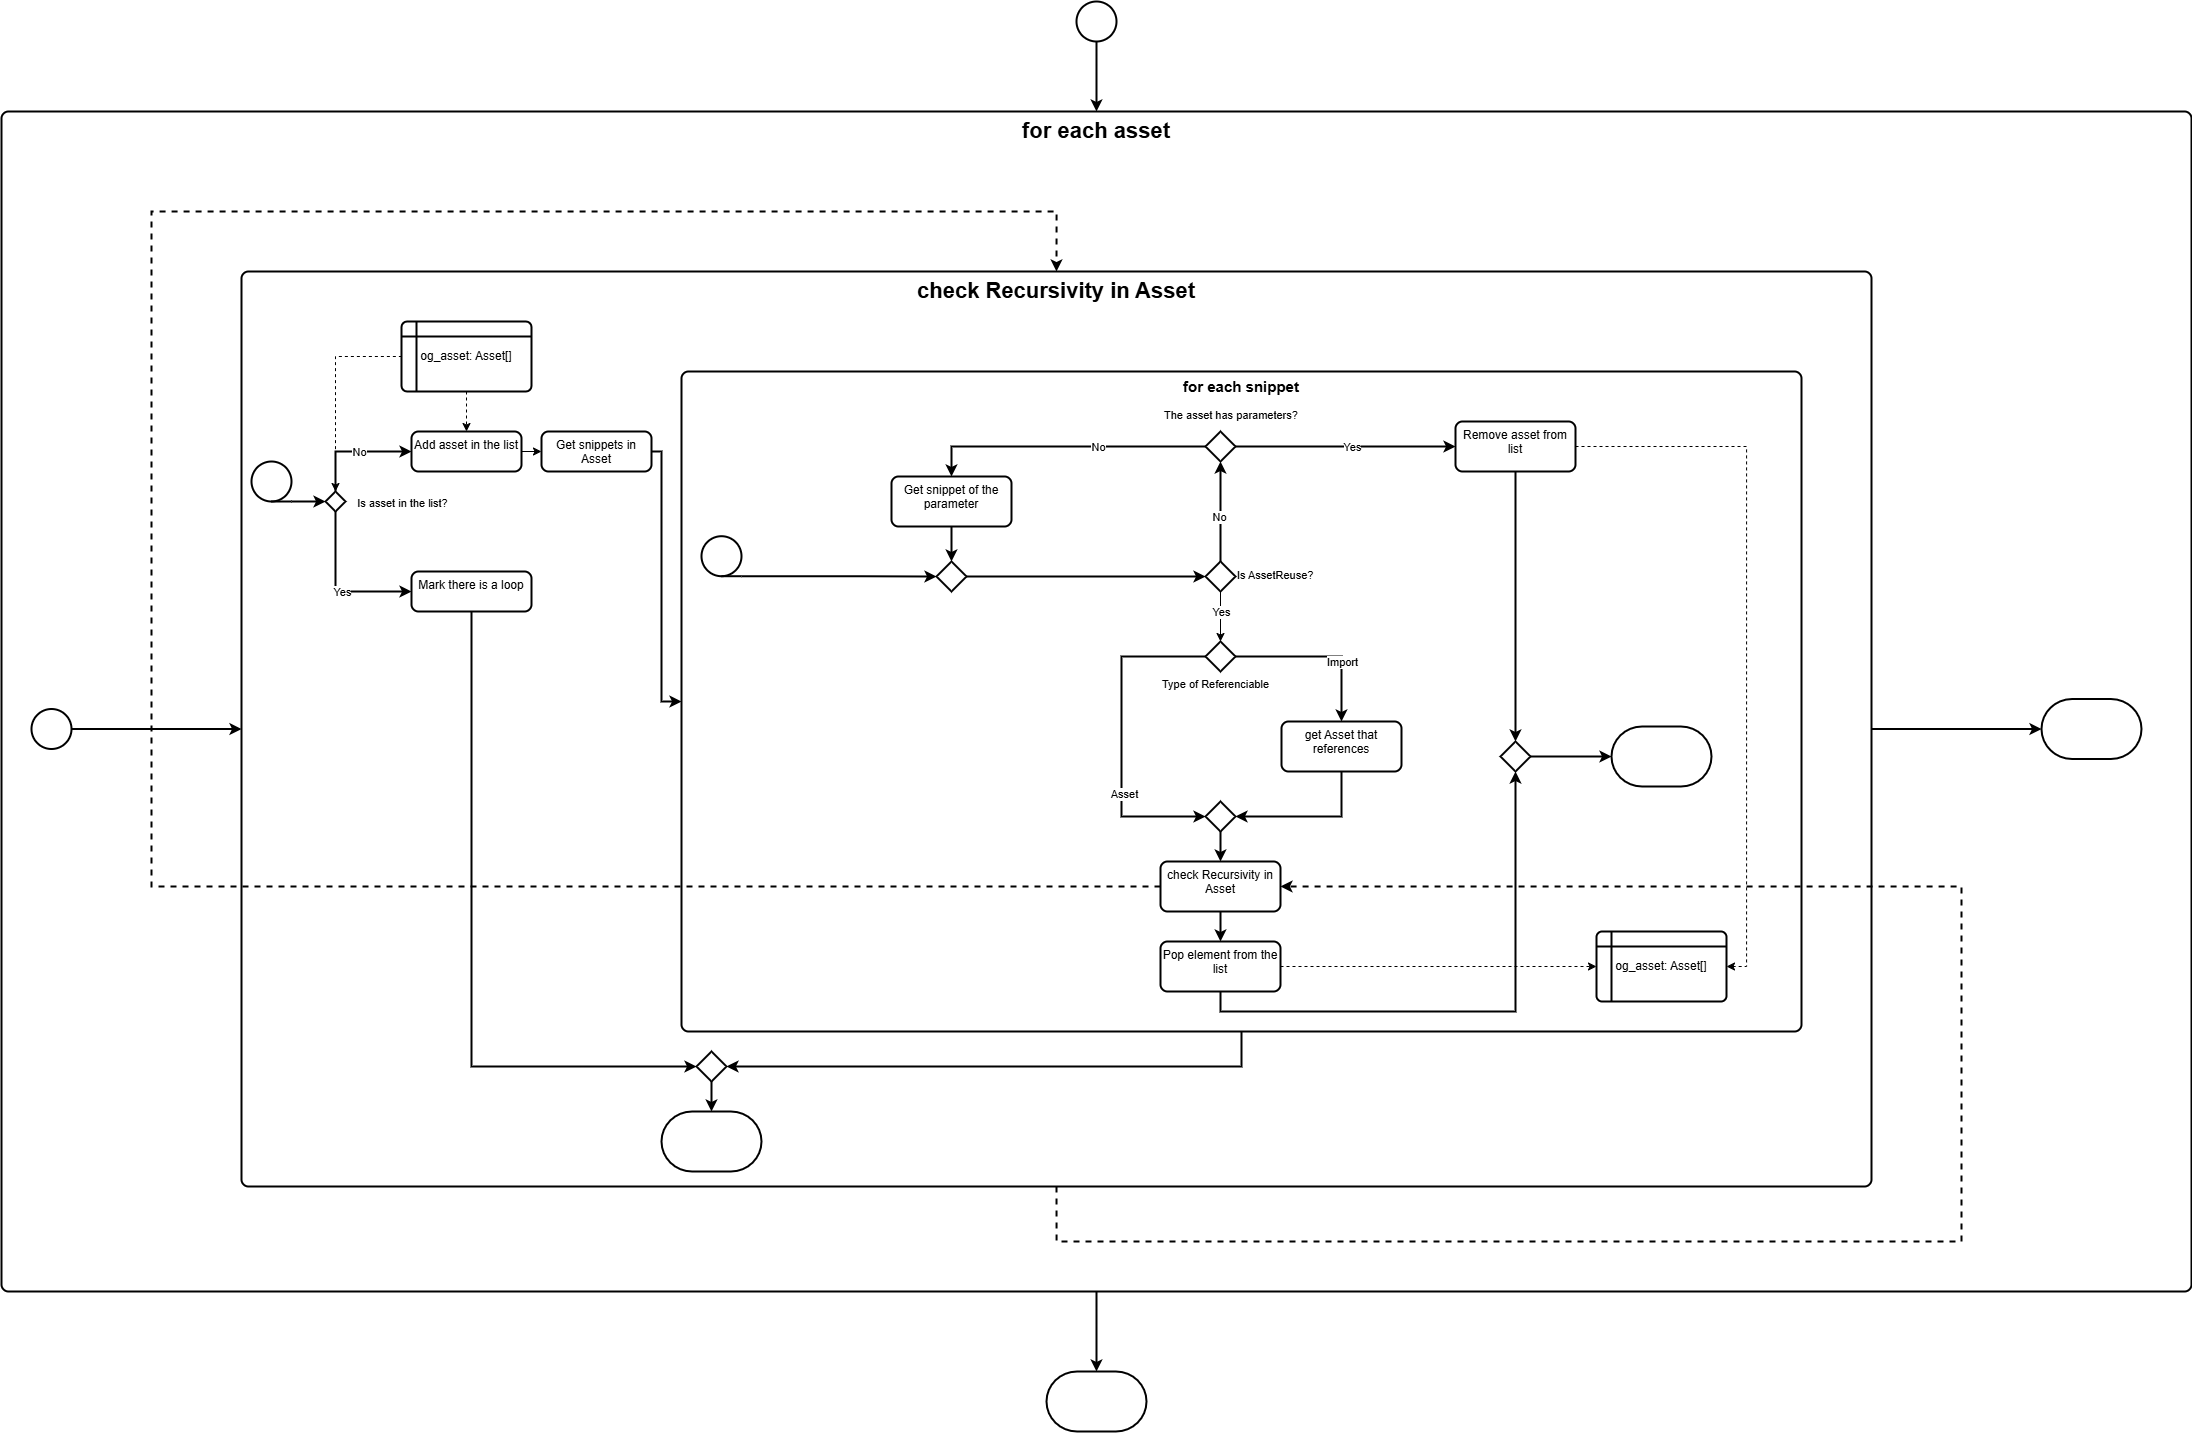 for each asset
check Recursivity in Asset
og_asset: Asset[]
for each snippet
The asset has parameters?
No
Add asset in the list
Get snippets in
Asset
No
Yes
Remove asset from
list
Is asset in the list?
Get snippet of the
parameter
No
Is AssetReuse?
Yes
Mark there is a loop
Yes
Import
Type of Referenciable
get Asset that
references
Asset
check Recursivity in
Asset
Pop element from the
list
og_asset: Asset[]